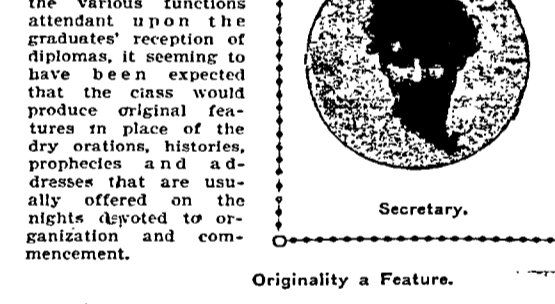 the various functions
attendant upon the
graduates' reception of
diplomas, it seeming to
have been expected
that the class would
produce original fea-
tures in place of the
dry orations, histories,
prophecies and ad-
dresses that are usu-
ally offered on the
nights devoted to or-
ganization and com-
mencement.
Secretary.
Originality a Feature.